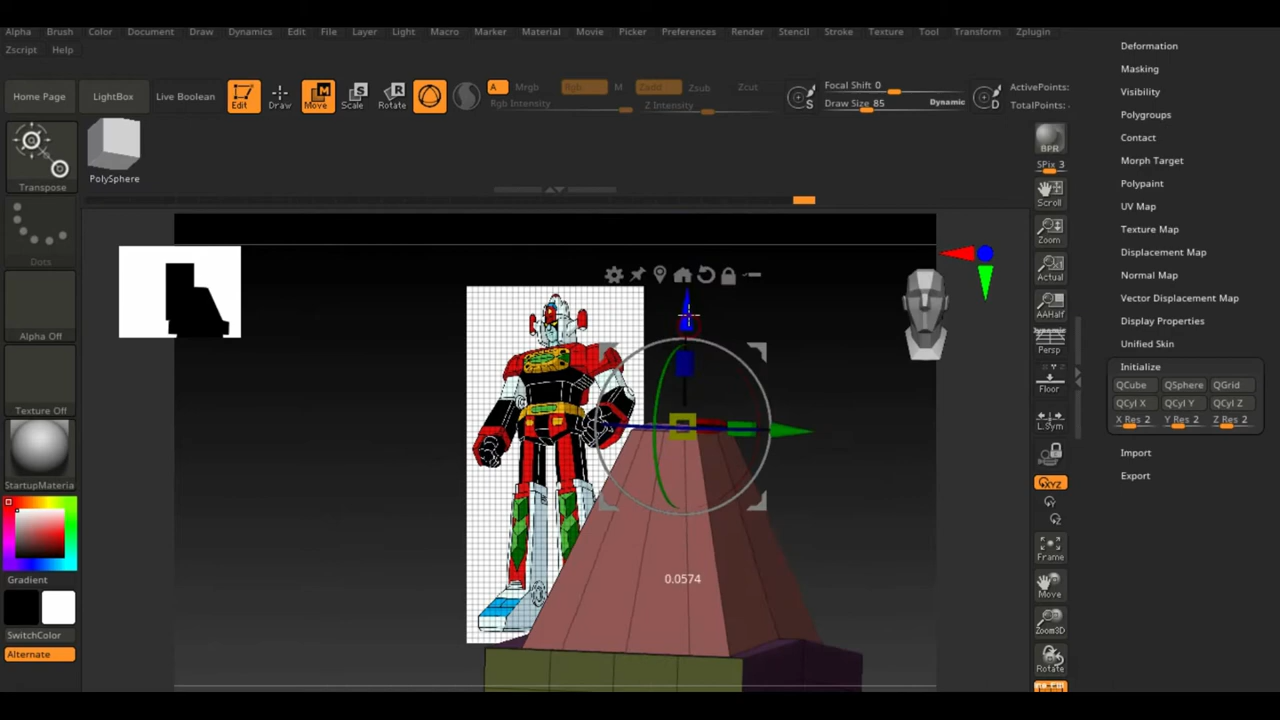 Alpha Brush Color Document Draw Dynamics Edit File Layer Light Macro Marker Material Movie Picker Preferences Render Stencil Stroke Texture Tool Transform Zplugin
Zscript Help
Home Page
LightBox
Live Boolean
Edit
Draw
Move
Scale
Rotate
A
Mrgb
Rgb
M
Zadd
Zsub
Zcut
Rgb Intensity
Z Intensity
S
Focal Shift 0
Draw Size 85
Dynamic
D
ActivePoints:
TotalPoints:
Transpose
PolySphere
Dots
Alpha Off
Texture Off
StartupMateria
Gradient
SwitchColor
Alternate
0.0574
BPR
SPix 3
Scroll
Zoom
Actual
AAHalf
Dynamic
Persp
Floor
L.Sym
XYZ
Y
Z
Frame
Move
Zoom3D
Rotate
Deformation
Masking
Visibility
Polygroups
Contact
Morph Target
Polypaint
UV Map
Texture Map
Displacement Map
Normal Map
Vector Displacement Map
Display Properties
Unified Skin
Initialize
QCube QSphere QGrid
QCyl X QCyl Y QCyl Z
X Res 2 Y Res 2 Z Res 2
Import
Export